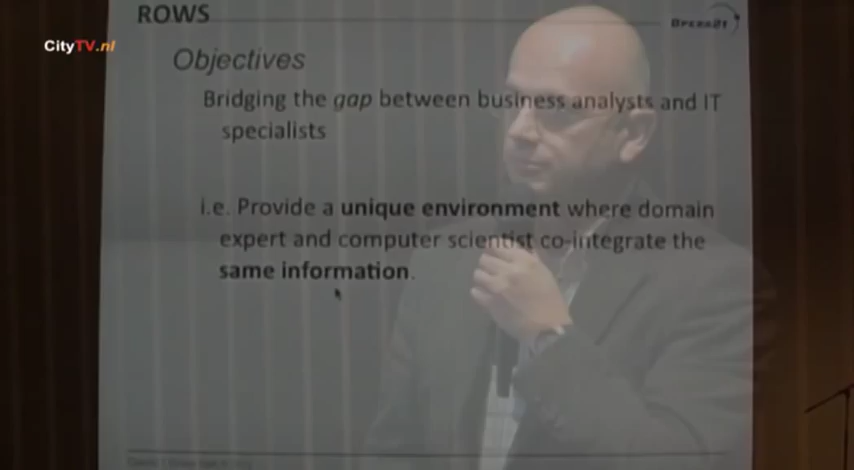 ROWS
CityTV.nl
Objectives
Bridging the gap between business analysts and IT
specialists
i.e. Provide a unique environment where domain
expert and computer scientist co-integrate the
same information.